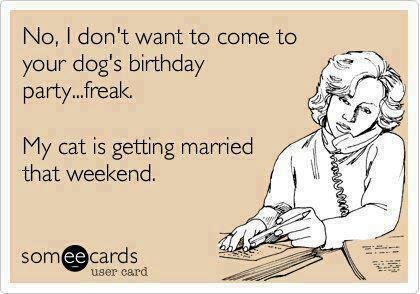 No, I don't want to come to
your dog's birthday
party...freak.
My cat is getting married
that weekend.
someecards
user card